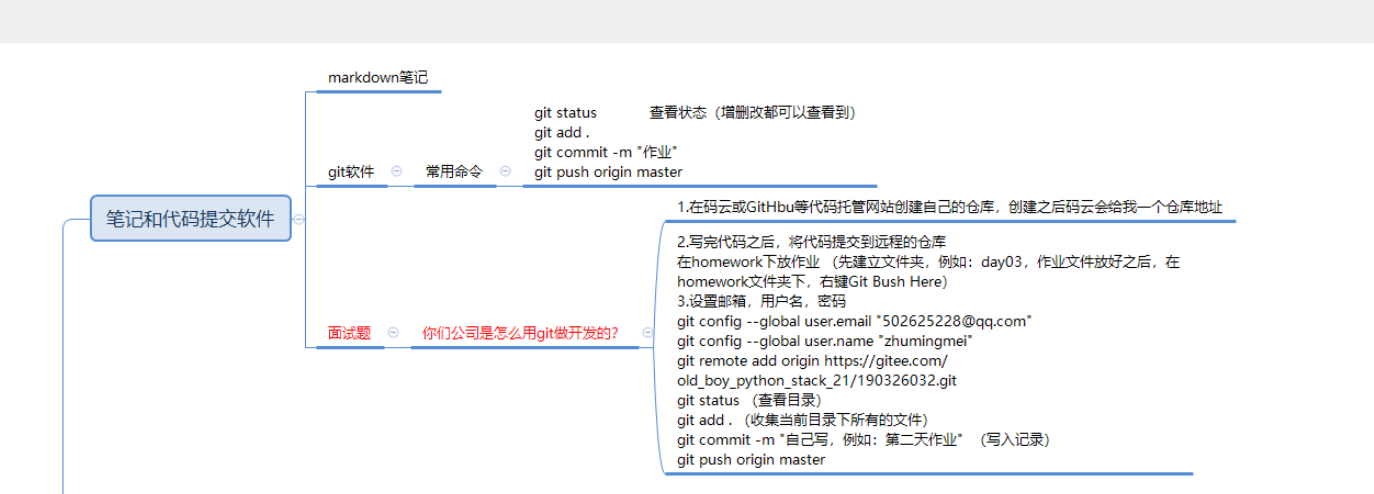 markdown笔记
git status 查看状态（增删改都可以查看到）
git add .
git commit -m "作业"
git push origin master
git软件
常用命令
笔记和代码提交软件
1.在码云或GitHbu等代码托管网站创建自己的仓库，创建之后码云会给我一个仓库地址
2.写完代码之后，将代码提交到远程的仓库
在homework下放作业 （先建立文件夹，例如：day03，作业文件放好之后，在
homework文件夹下，右键Git Bush Here）
3.设置邮箱，用户名，密码
git config --global user.email "502625228@qq.com"
git config --global user.name "zhumingmei"
git remote add origin https://gitee.com/
old_boy_python_stack_21/190326032.git
git status （查看目录）
git add . （收集当前目录下所有的文件）
git commit -m "自己写，例如：第二天作业" （写入记录）
git push origin master
面试题
你们公司是怎么用git做开发的？